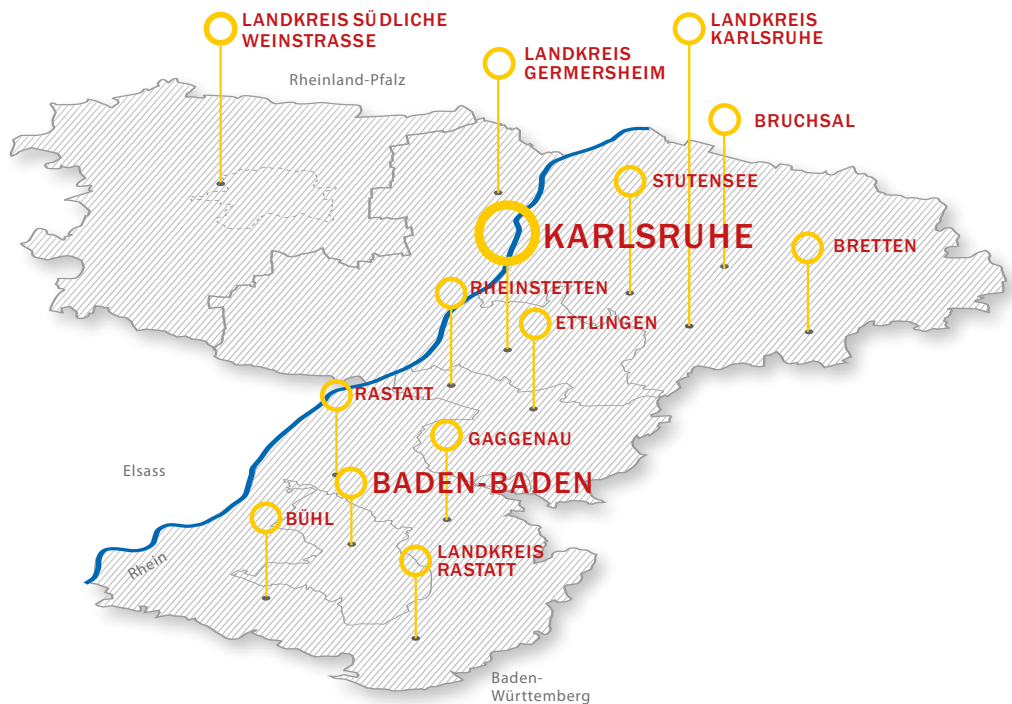 LANDKREIS SÜDLICHE
WEINSTRASSE
LANDKREIS
KARLSRUHE
LANDKREIS
GERMERSHEIM
Rheinland-Pfalz
BRUCHSAL
STUTENSEE
KARLSRUHE
BRETTEN
RHEINSTETTEN
ETTLINGEN
RASTATT
GAGGENAU
Elsass
BADEN-BADEN
BÜHL
LANDKREIS
RASTATT
Rhein
Baden-
Württemberg